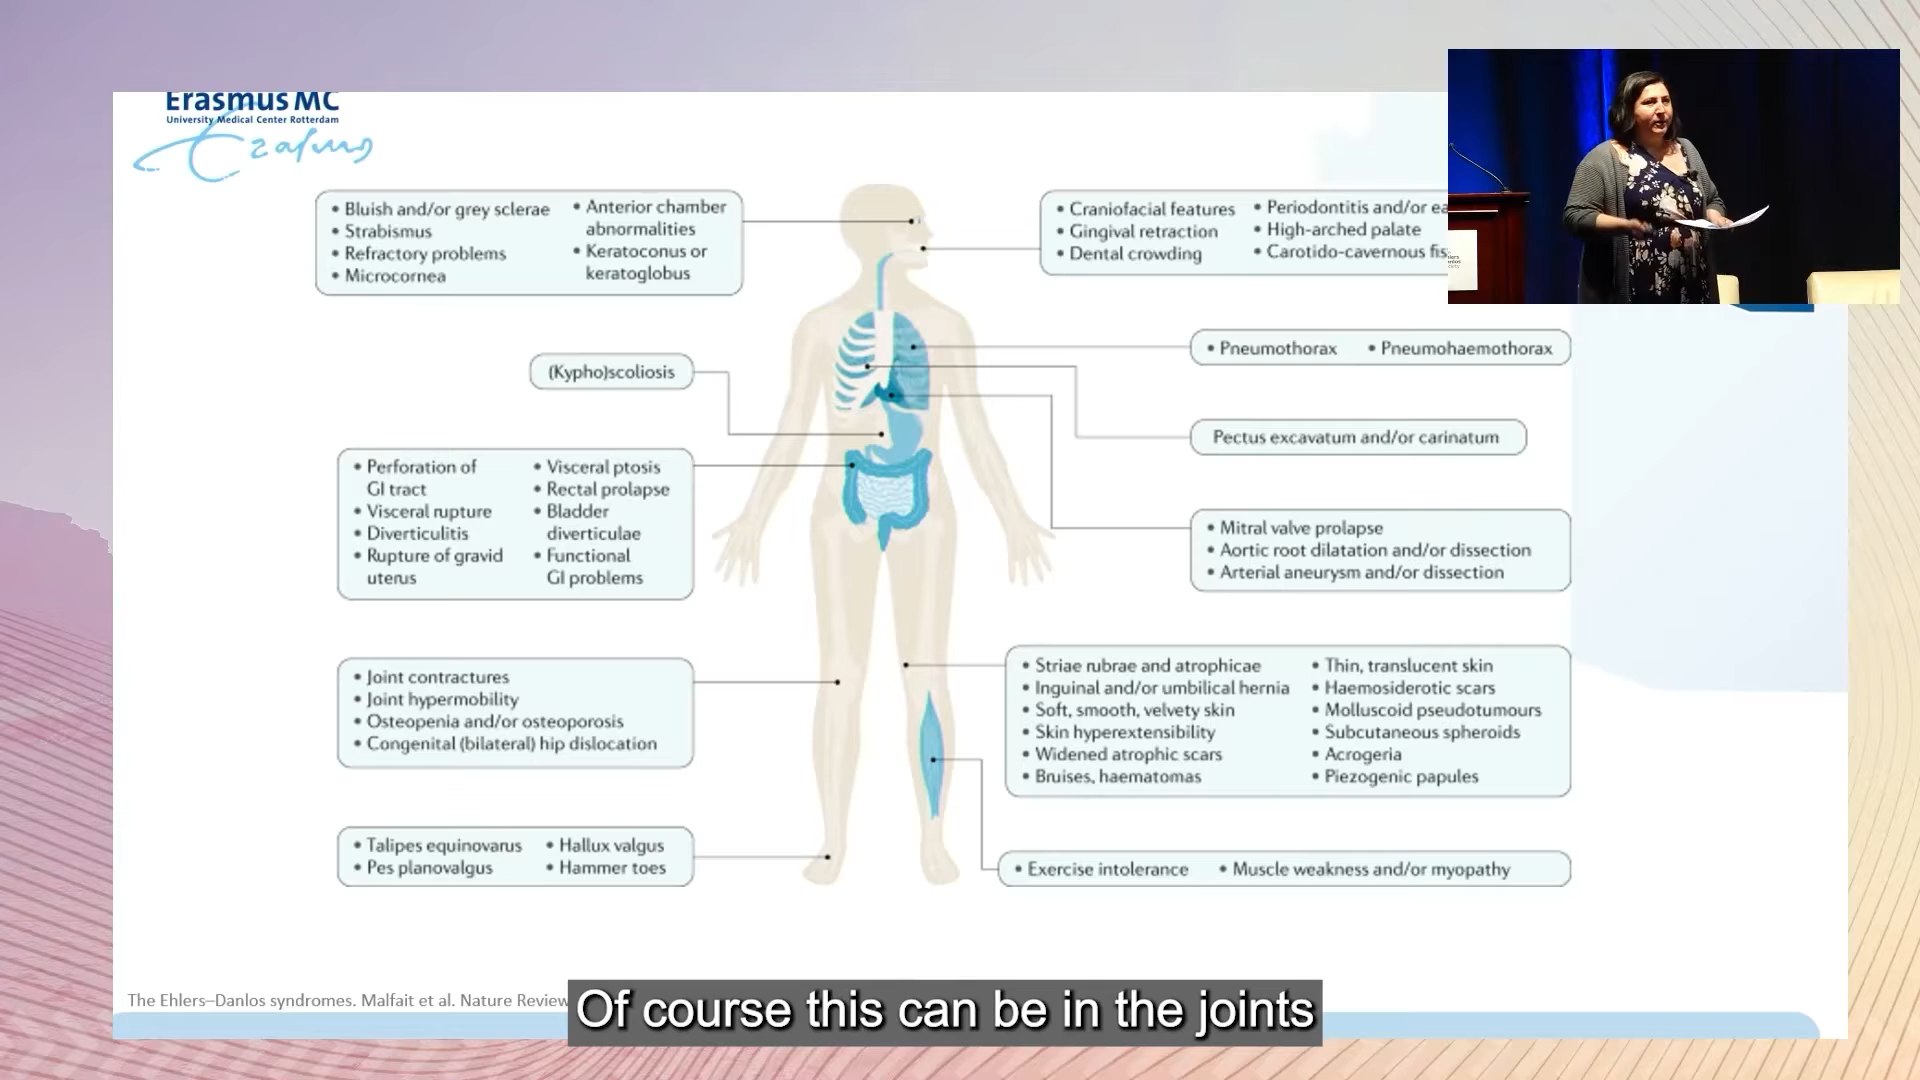 Erasmus MC
University Medical Center Rotterdam
Erasmus
• Bluish and/or grey sclerae
• Strabismus
• Refractory problems
• Microcornea
• Anterior chamber
abnormalities
• Keratoconus or
keratoglobus
• Craniofacial features
• Gingival retraction
• Dental crowding
• Periodontitis and/or
• High-arched palate
• Carotido-cavernous
(Kypho)scoliosis
• Pneumothorax • Pneumohaemothorax
Pectus excavatum and/or carinatum
• Perforation of
GI tract
• Visceral rupture
• Diverticulitis
• Rupture of gravid
uterus
• Visceral ptosis
• Rectal prolapse
• Bladder
diverticulae
• Functional
GI problems
• Mitral valve prolapse
• Aortic root dilatation and/or dissection
• Arterial aneurysm and/or dissection
• Joint contractures
• Joint hypermobility
• Osteopenia and/or osteoporosis
• Congenital (bilateral) hip dislocation
• Striae rubrae and atrophicae
• Inguinal and/or umbilical hernia
• Soft, smooth, velvety skin
• Skin hyperextensibility
• Widened atrophic scars
• Bruises, haematomas
• Thin, translucent skin
• Haemosiderotic scars
• Molluscoid pseudotumours
• Subcutaneous spheroids
• Acrogeria
• Piezogenic papules
• Talipes equinovarus
• Pes planovalgus
• Hallux valgus
• Hammer toes
• Exercise intolerance • Muscle weakness and/or myopathy
The Ehlers–Danlos syndromes. Malfait et al. Nature Review
Of course this can be in the joints